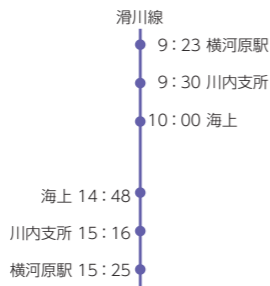 滑川線
9：23 横河原駅
9：30 川内支所
10：00 海上
海上 14：48
川内支所 15：16
横河原駅 15：25